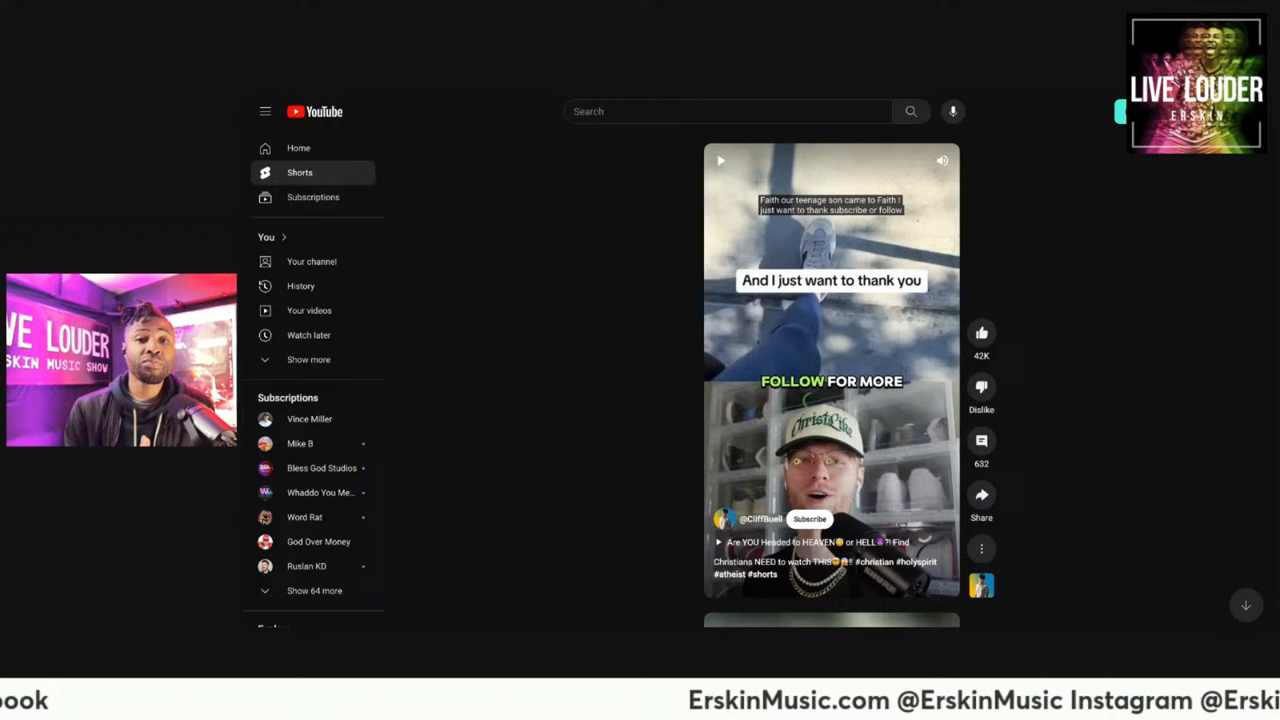 LIVE LOUDER
ERSKIN
YouTube
Search
Home
Shorts
Subscriptions
You
Your channel
History
Your videos
Watch later
Show more
Subscriptions
Vince Miller
Mike B
Bless God Studios
Whaddo You Me...
Word Rat
God Over Money
Ruslan KD
Show 64 more
VE LOUDER
SKIN MUSIC SHOW
Faith our teenage son came to Faith I
just want to thank subscribe or follow
And I just want to thank you
FOLLOW FOR MORE
ChristLike
@CliffBuell Subscribe
Are YOU Headed to HEAVEN😇 or HELL👿?! Find
Christians NEED to watch THIS😳😱‼️ #christian #holyspirit
#atheist #shorts
42K
Dislike
632
Share
book
ErskinMusic.com @ErskinMusic Instagram @Erski